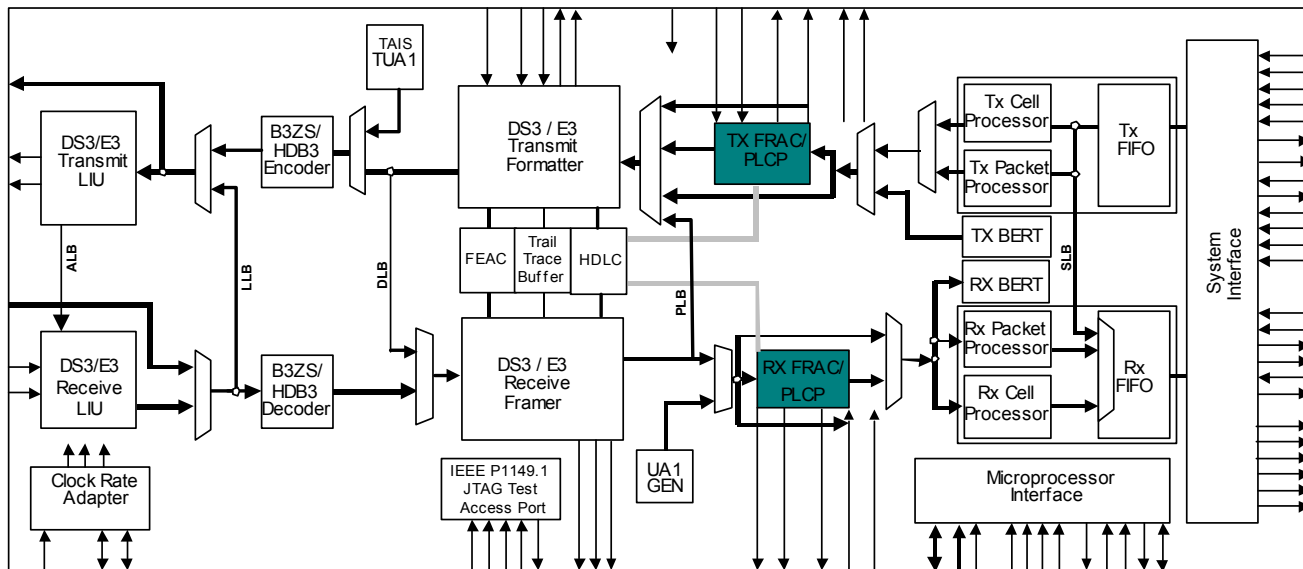 TAIS
TUA1
DS3/E3
Transmit
LIU
B3ZS/
HDB3
Encoder
DS3 / E3
Transmit
Formatter
TX FRAC/
PLCP
Tx Cell
Processor
Tx Packet
Processor
Tx
FIFO
TX BERT
RX BERT
ALB
LLB
DLB
FEAC
Trail
Trace
Buffer
HDLC
PLB
SLB
System
Interface
DS3/E3
Receive
LIU
B3ZS/
HDB3
Decoder
DS3 / E3
Receive
Framer
RX FRAC/
PLCP
Rx Packet
Processor
Rx Cell
Processor
Rx
FIFO
Clock Rate
Adapter
IEEE P1149.1
JTAG Test
Access Port
UA1
GEN
Microprocessor
Interface